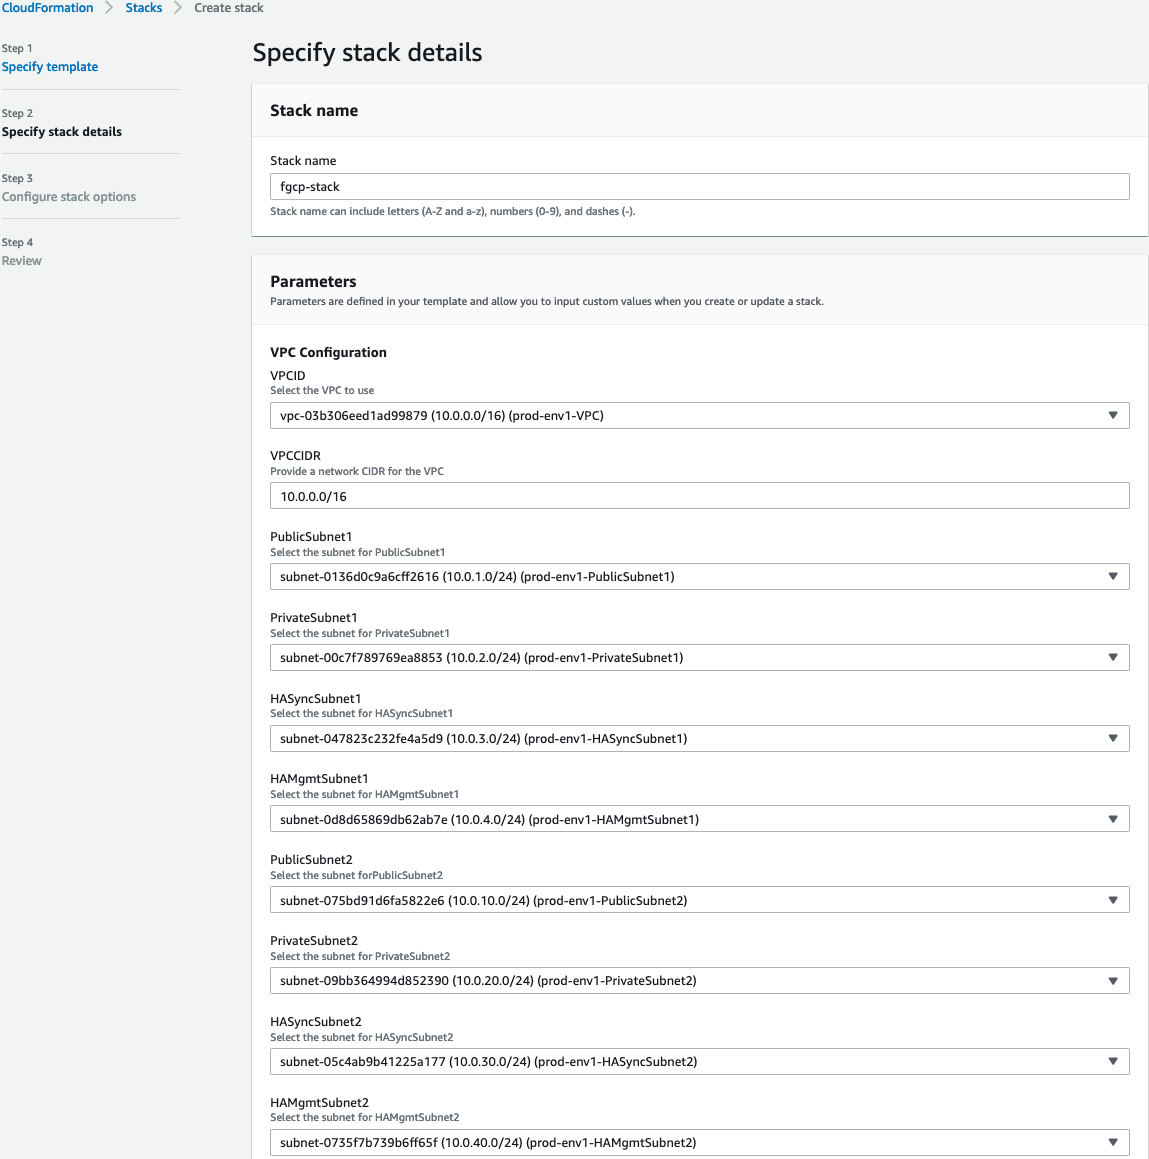 CloudFormation > Stacks > Create stack
Step 1
Specify template
Step 2
Specify stack details
Step 3
Configure stack options
Step 4
Review
Specify stack details
Stack name
Stack name
fgcp-stack
Stack name can include letters (A-Z and a-z), numbers (0-9), and dashes (-).
Parameters
Parameters are defined in your template and allow you to input custom values when you create or update a stack.
VPC Configuration
VPCID
Select the VPC to use
vpc-03b306eed1ad99879 (10.0.0.0/16) (prod-env1-VPC)
VPCCIDR
Provide a network CIDR for the VPC
10.0.0.0/16
PublicSubnet1
Select the subnet for PublicSubnet1
subnet-0136d0c9a6cff2616 (10.0.1.0/24) (prod-env1-PublicSubnet1)
PrivateSubnet1
Select the subnet for PrivateSubnet1
subnet-00c7f789769ea8853 (10.0.2.0/24) (prod-env1-PrivateSubnet1)
HASyncSubnet1
Select the subnet for HASyncSubnet1
subnet-047823c232fe4a5d9 (10.0.3.0/24) (prod-env1-HASyncSubnet1)
HAMgmtSubnet1
Select the subnet for HAMgmtSubnet1
subnet-0d8d65869db62ab7e (10.0.4.0/24) (prod-env1-HAMgmtSubnet1)
PublicSubnet2
Select the subnet forPublicSubnet2
subnet-075bd91d6fa5822e6 (10.0.10.0/24) (prod-env1-PublicSubnet2)
PrivateSubnet2
Select the subnet for PrivateSubnet2
subnet-09bb364994d852390 (10.0.20.0/24) (prod-env1-PrivateSubnet2)
HASyncSubnet2
Select the subnet for HASyncSubnet2
subnet-05c4ab9b41225a177 (10.0.30.0/24) (prod-env1-HASyncSubnet2)
HAMgmtSubnet2
Select the subnet for HAMgmtSubnet2
subnet-0735f7b739b6ff65f (10.0.40.0/24) (prod-env1-HAMgmtSubnet2)